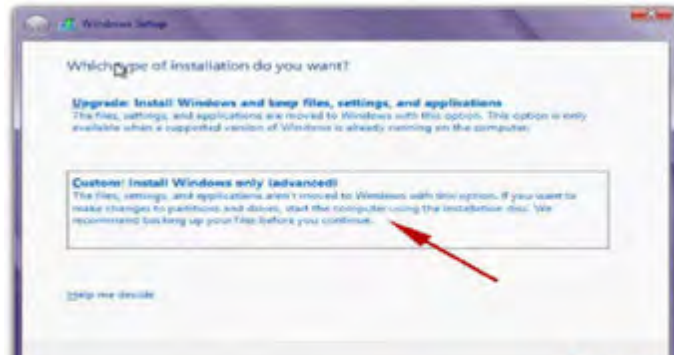 Windows Setup
Which type of installation do you want?
Upgrade: Install Windows and keep files, settings, and applications
The files, settings, and applications are moved to Windows with this option. This option is only
available when a supported version of Windows is already running on the computer.
Custom: Install Windows only (advanced)
The files, settings, and applications aren't moved to Windows with this option. If you want to
make changes to partitions and drives, start the computer using the installation disc. We
recommend backing up your files before you continue.
Help me decide